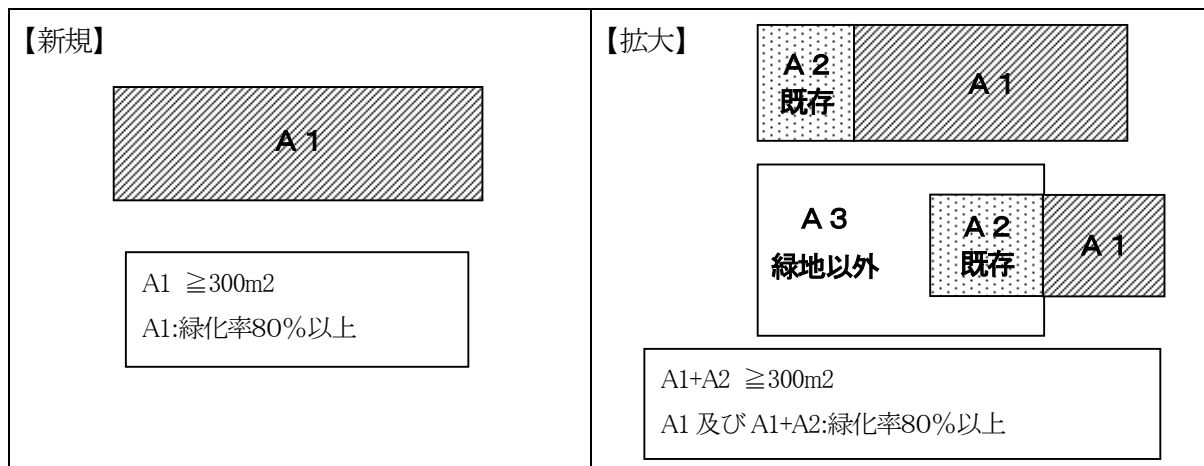 【新規】
A1
A1 ≧300m2
A1:緑化率80%以上
【拡大】
A2
既存
A1
A3
緑地以外
A2
既存
A1
A1+A2 ≧300m2
A1 及び A1+A2:緑化率80%以上